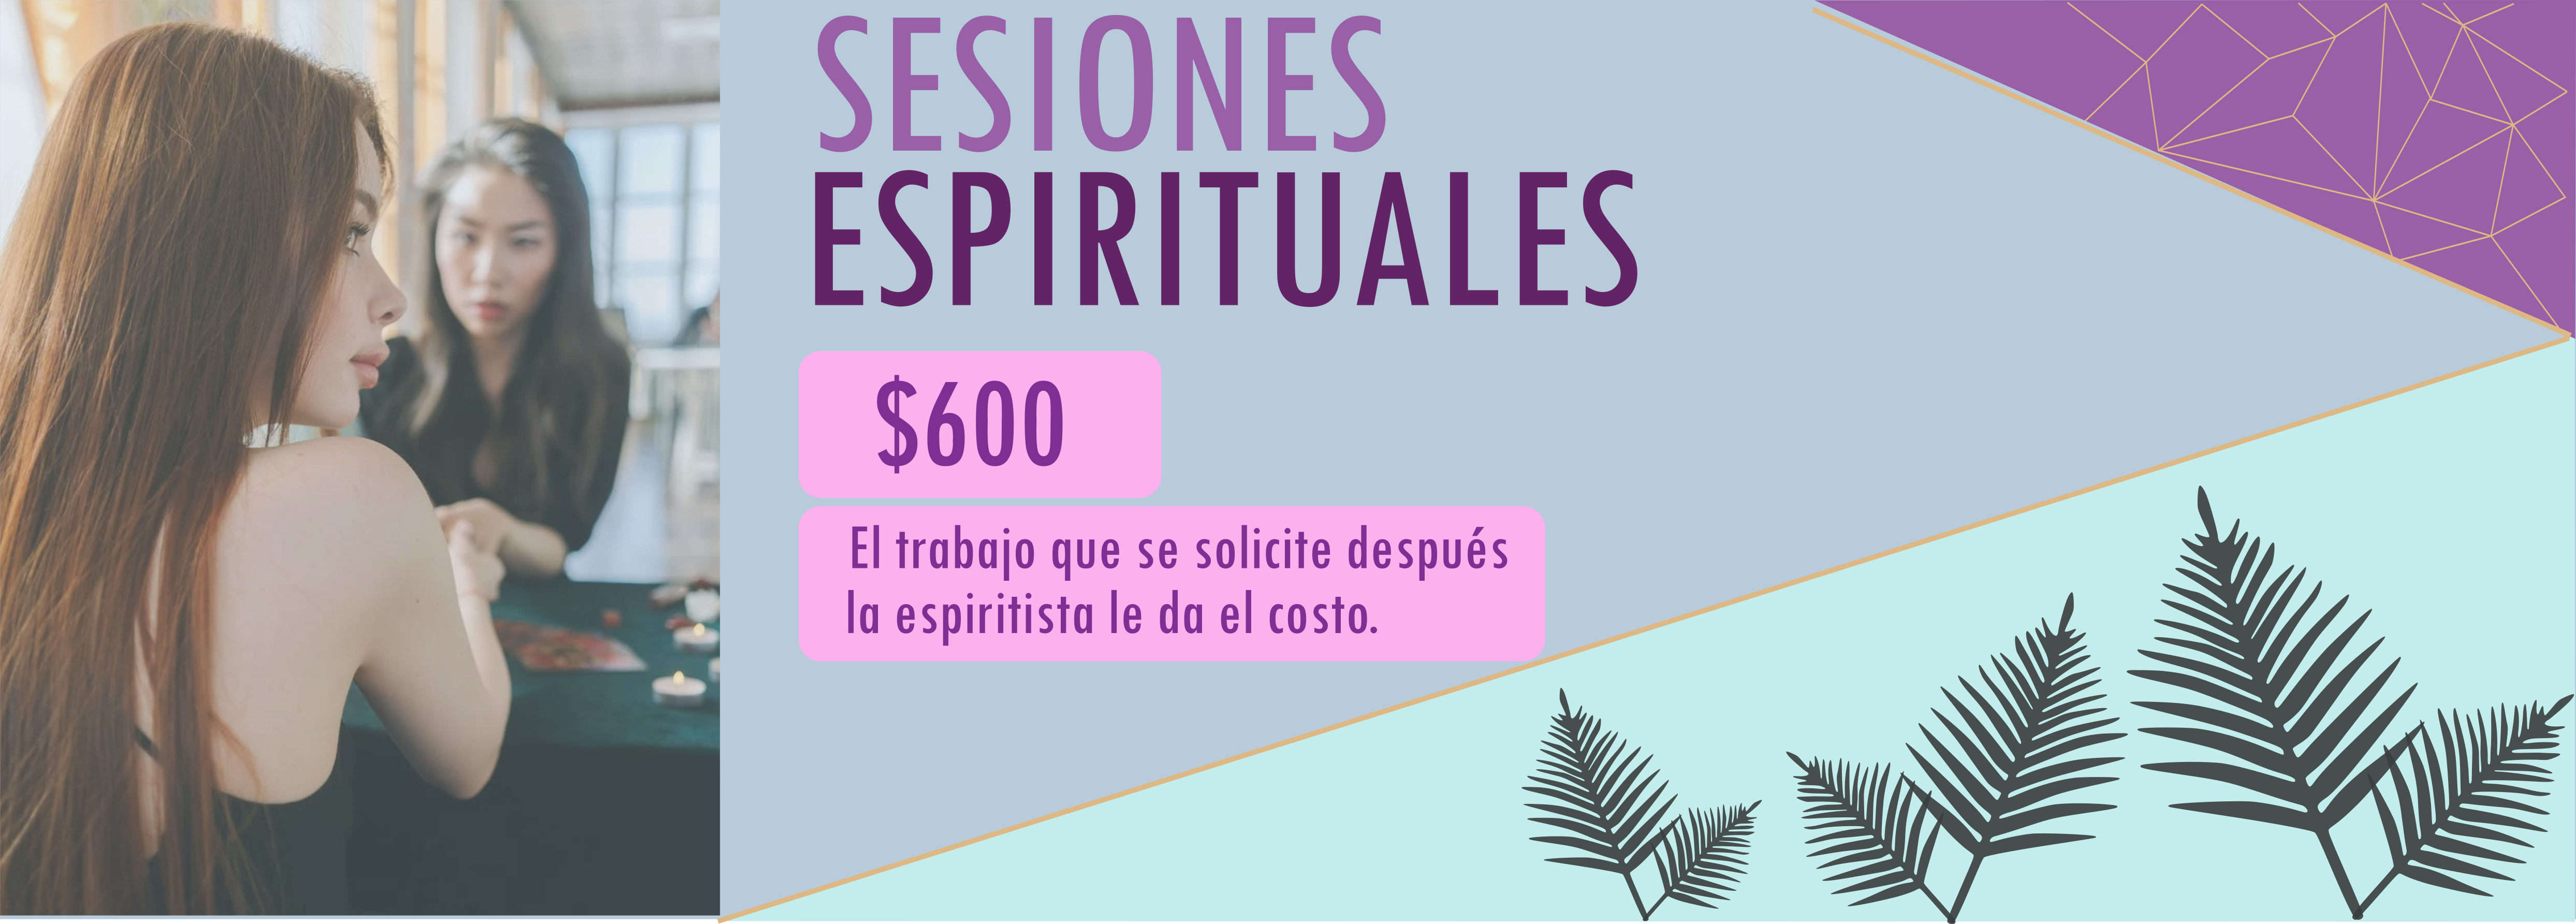 SESIONES
ESPIRITUALES
$600
El trabajo que se solicite después
la espiritista le da el costo.